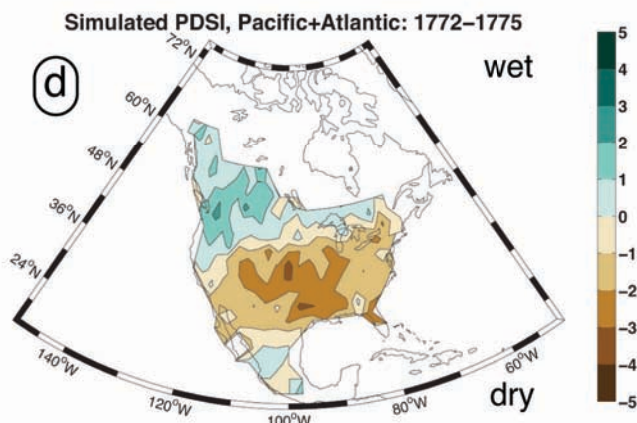 Simulated PDSI, Pacific+Atlantic: 1772–1775
d
wet
dry
72°N
60°N
48°N
36°N
24°N
140°W
120°W
100°W
80°W
60°W
5
4
3
2
1
0
−1
−2
−3
−4
−5